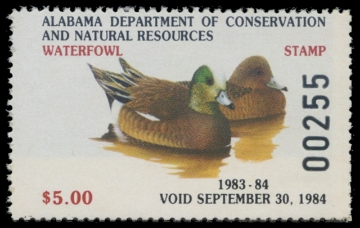 ALABAMA DEPARTMENT OF CONSERVATION
AND NATURAL RESOURCES
WATERFOWL STAMP
00255
$5.00
1983-84
VOID SEPTEMBER 30, 1984